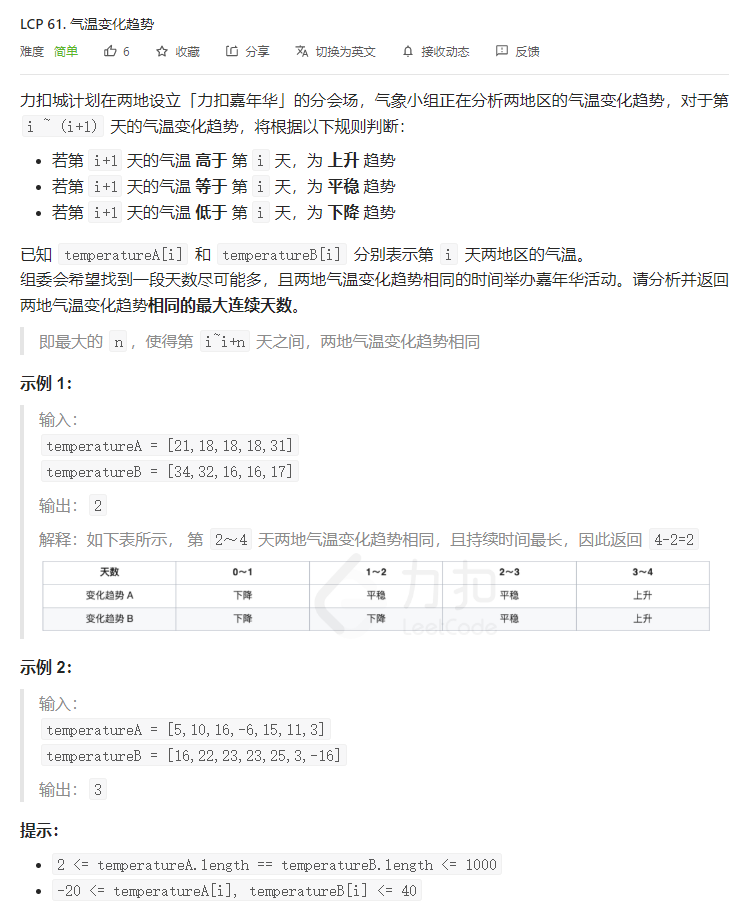 LCP 61. 气温变化趋势
难度 简单 6 收藏 分享 切换为英文 接收动态 反馈
力扣城计划在两地设立「力扣嘉年华」的分会场，气象小组正在分析两地区的气温变化趋势，对于第
i ~ (i+1) 天的气温变化趋势，将根据以下规则判断：
• 若第 i+1 天的气温 高于 第 i 天，为 上升 趋势
• 若第 i+1 天的气温 等于 第 i 天，为 平稳 趋势
• 若第 i+1 天的气温 低于 第 i 天，为 下降 趋势
已知 temperatureA[i] 和 temperatureB[i] 分别表示第 i 天两地区的气温。
组委会希望找到一段天数尽可能多，且两地气温变化趋势相同的时间举办嘉年华活动。请分析并返回
两地气温变化趋势相同的最大连续天数。
即最大的 n，使得第 i~i+n 天之间，两地气温变化趋势相同
示例 1：
输入：
temperatureA = [21,18,18,18,31]
temperatureB = [34,32,16,16,17]
输出： 2
解释：如下表所示， 第 2～4 天两地气温变化趋势相同，且持续时间最长，因此返回 4-2=2
天数 0~1 1~2 2~3 3~4
变化趋势 A 下降 平稳 平稳 上升
变化趋势 B 下降 下降 平稳 上升
力扣
LeetCode
示例 2：
输入：
temperatureA = [5,10,16,-6,15,11,3]
temperatureB = [16,22,23,23,25,3,-16]
输出： 3
提示：
• 2 <= temperatureA.length == temperatureB.length <= 1000
• -20 <= temperatureA[i], temperatureB[i] <= 40